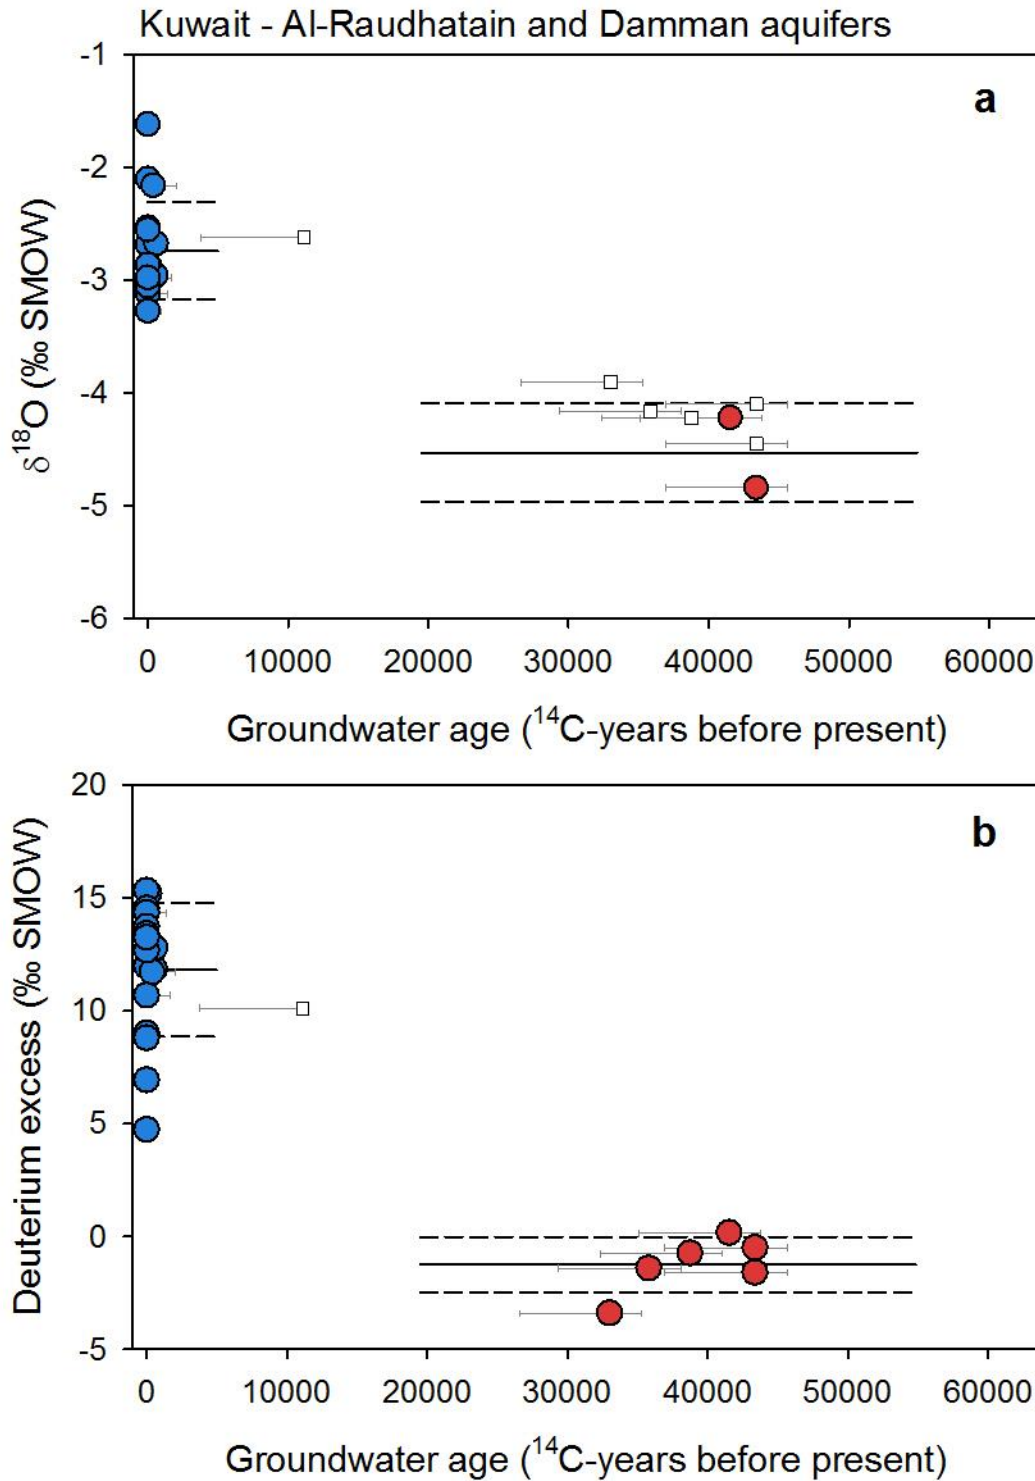 Kuwait - Al-Raudhatain and Damman aquifers
a
-1
-2
-3
-4
-5
-6
δ¹⁸O (‰ SMOW)
0 10000 20000 30000 40000 50000 60000
Groundwater age (¹⁴C-years before present)
b
20
15
10
5
0
-5
Deuterium excess (‰ SMOW)
0 10000 20000 30000 40000 50000 60000
Groundwater age (¹⁴C-years before present)